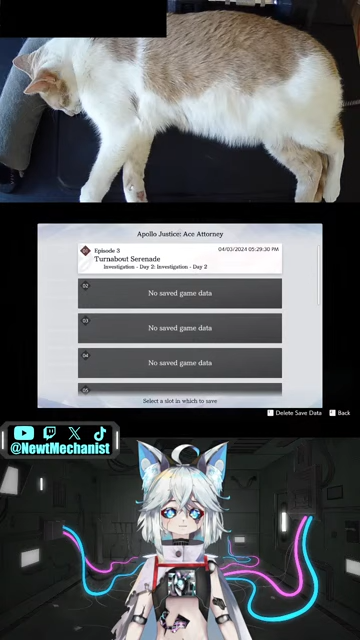 Apollo Justice: Ace Attorney
01 Episode 3 04/03/2024 05:29:30 PM
Turnabout Serenade
Investigation - Day 2: Investigation - Day 2
02
No saved game data
03
No saved game data
04
No saved game data
05
Select a slot in which to save
Delete Save Data Back
@NewtMechanist